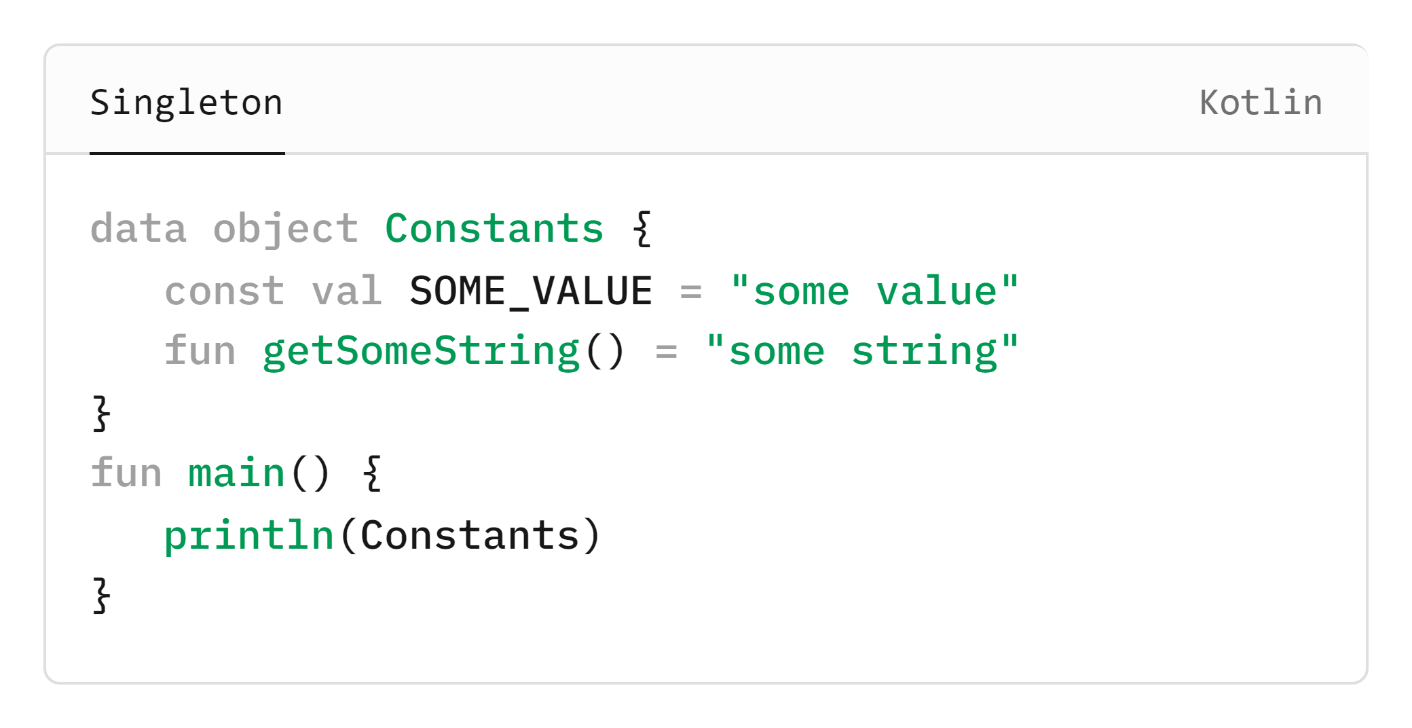 Singleton
Kotlin
data object Constants {
   const val SOME_VALUE = "some value"
   fun getSomeString() = "some string"
}
fun main() {
   println(Constants)
}